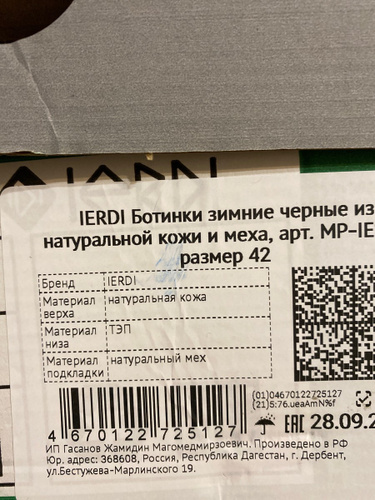 IERDI Ботинки зимние черные из
натуральной кожи и меха, арт. MP-IE
размер 42
Бренд IERDI
Материал верха натуральная кожа
Материал низа ТЭП
Материал подкладки натуральный мех
(01)04670122725127
(21)5:76.ueaAmN%f
4 670122 725127
EAC 28.09.2
ИП Гасанов Жамидин Магомедмирзоевич. Произведено в РФ
Юр. адрес: 368608, Россия, Республика Дагестан, г. Дербент,
ул.Бестужева-Марлинского 19.